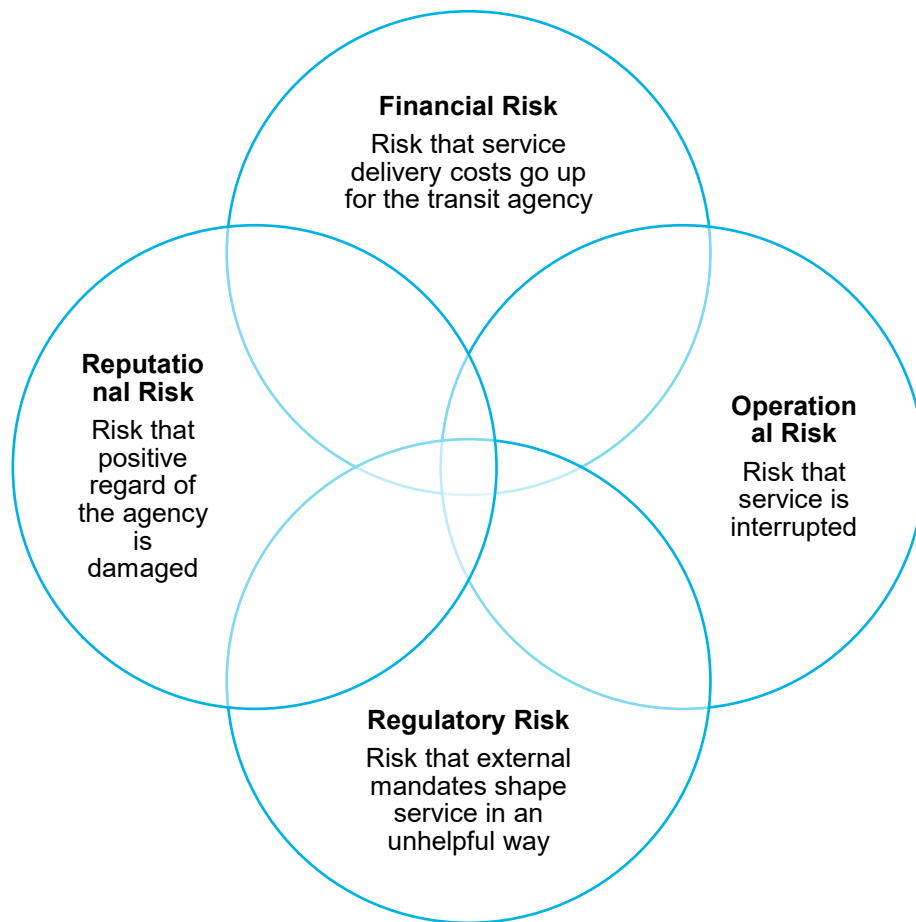 Financial Risk
Risk that service
delivery costs go up
for the transit agency
Reputatio
nal Risk
Risk that
positive
regard of
the agency
is
damaged
Operation
al Risk
Risk that
service is
interrupted
Regulatory Risk
Risk that external
mandates shape
service in an
unhelpful way